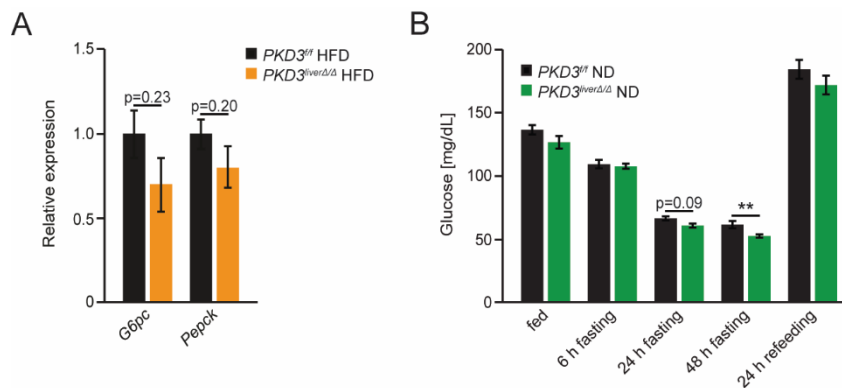 A
1.5
1.0
0.5
0
Relative expression
PKD3f/f HFD
PKD3liverΔ/Δ HFD
p=0.23
p=0.20
G6pc
Pepck
B
200
150
100
50
0
Glucose [mg/dL]
PKD3f/f ND
PKD3liverΔ/Δ ND
p=0.09
**
fed
6 h fasting
24 h fasting
48 h fasting
24 h refeeding